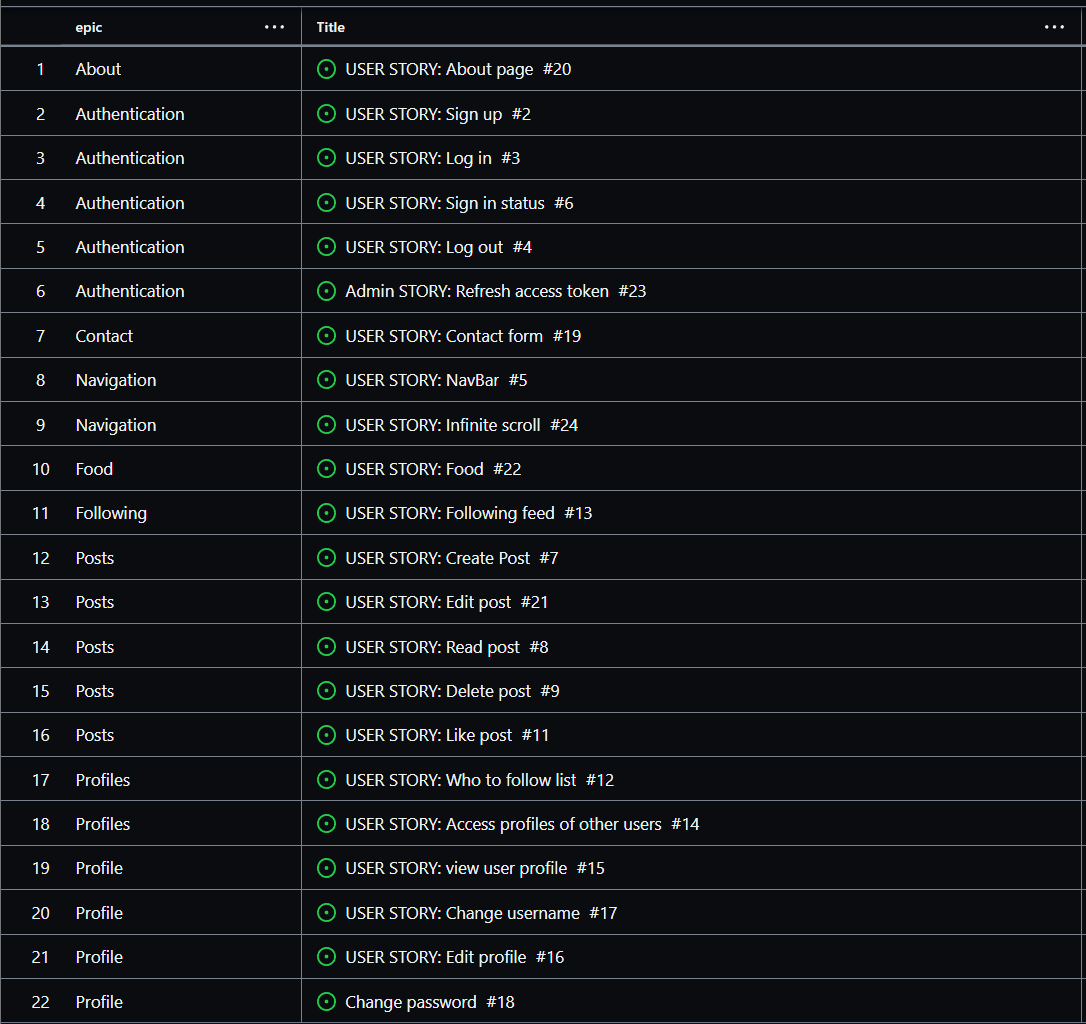 epic ... Title ...
1 About USER STORY: About page #20
2 Authentication USER STORY: Sign up #2
3 Authentication USER STORY: Log in #3
4 Authentication USER STORY: Sign in status #6
5 Authentication USER STORY: Log out #4
6 Authentication Admin STORY: Refresh access token #23
7 Contact USER STORY: Contact form #19
8 Navigation USER STORY: NavBar #5
9 Navigation USER STORY: Infinite scroll #24
10 Food USER STORY: Food #22
11 Following USER STORY: Following feed #13
12 Posts USER STORY: Create Post #7
13 Posts USER STORY: Edit post #21
14 Posts USER STORY: Read post #8
15 Posts USER STORY: Delete post #9
16 Posts USER STORY: Like post #11
17 Profiles USER STORY: Who to follow list #12
18 Profiles USER STORY: Access profiles of other users #14
19 Profile USER STORY: view user profile #15
20 Profile USER STORY: Change username #17
21 Profile USER STORY: Edit profile #16
22 Profile Change password #18